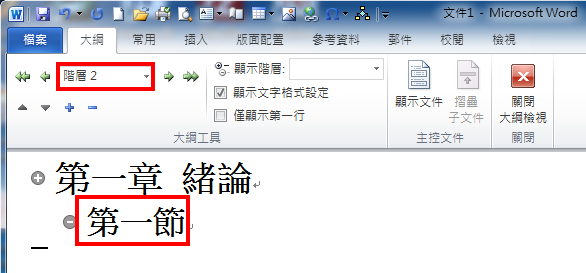 文件1 - Microsoft Word
檔案 大綱 常用 插入 版面配置 參考資料 郵件 校閱 檢視
階層 2 顯示階層:
顯示文字格式設定
僅顯示第一行
顯示文件 摺疊 子文件 關閉 大綱檢視
大綱工具 主控文件 關閉
第一章 緒論
第一節